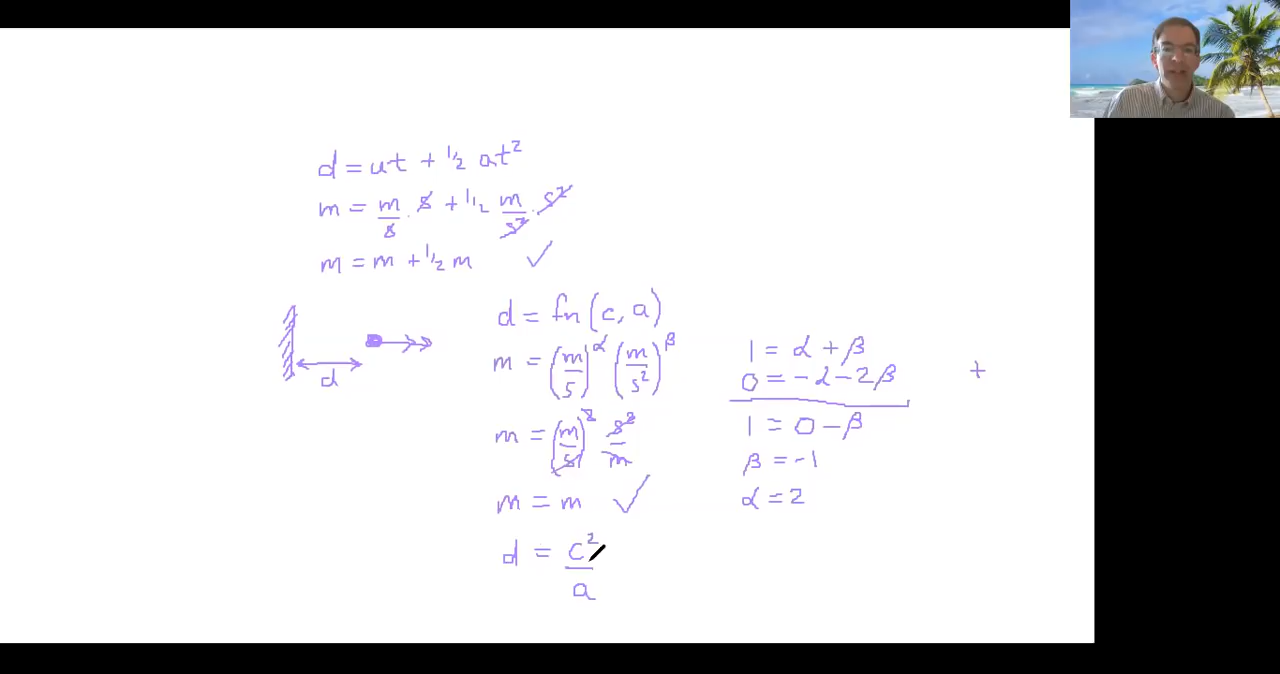 d = ut + 1/2 at²
m = m/s · s + 1/2 m/s² · s²
m = m + 1/2 m ✓
d = fn(c, a)
m = (m/s)^α (m/s²)^β
m = (m/s)² s²/m
m = m ✓
d = c²/a
d
1 = α + β
0 = -α - 2β
+
1 = 0 - β
β = -1
α = 2